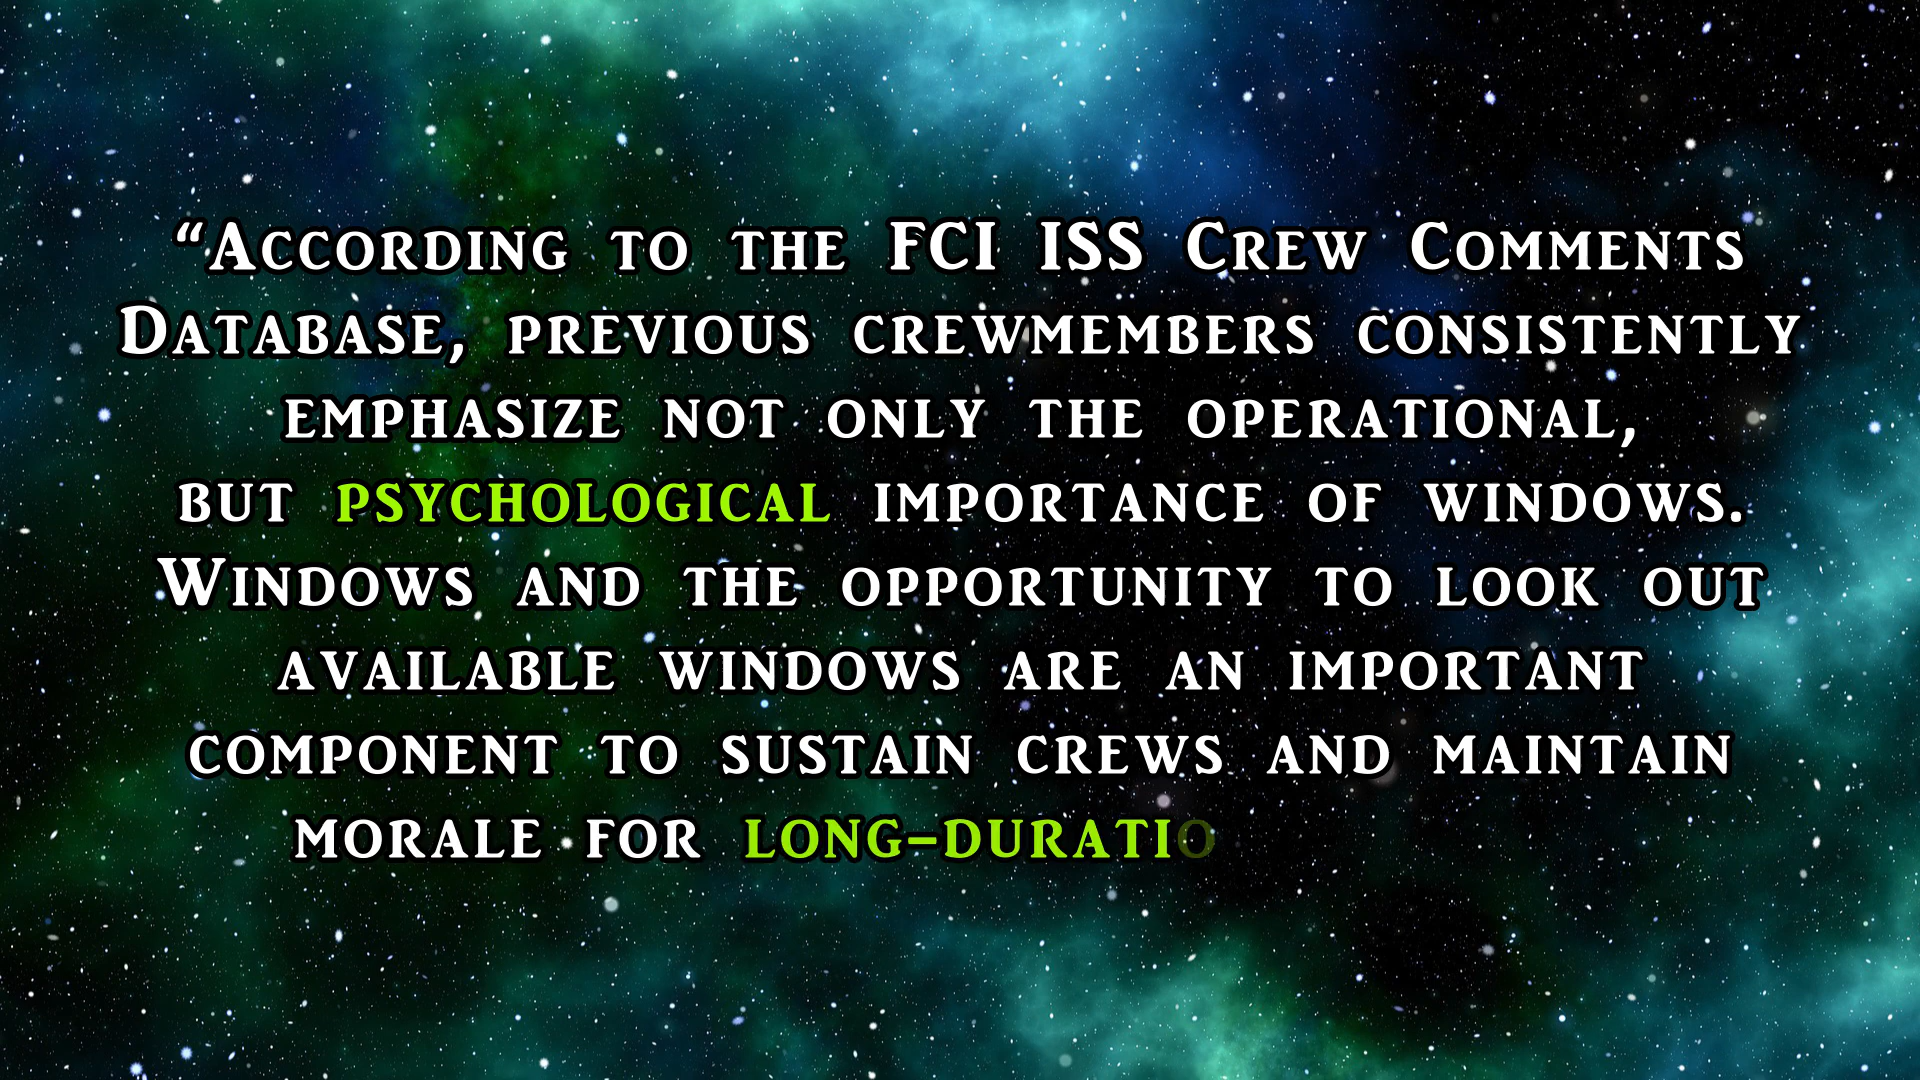 “According to the FCI ISS Crew Comments
Database, previous crewmembers consistently
emphasize not only the operational,
but psychological importance of windows.
Windows and the opportunity to look out
available windows are an important
component to sustain crews and maintain
morale for long-duratio